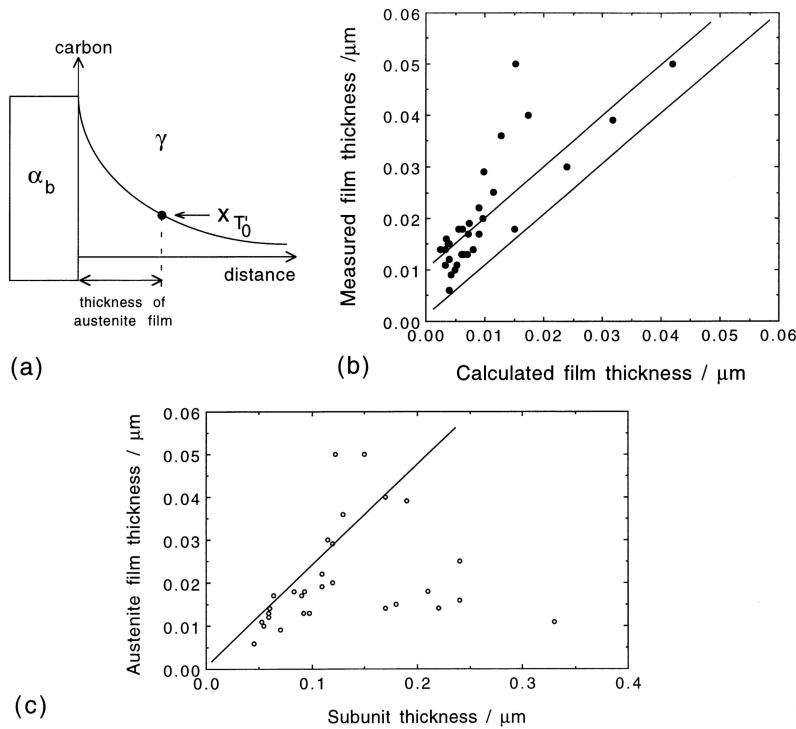 carbon
γ
αb
X T'0
distance
thickness of
austenite film
(a)
Measured film thickness /μm
0.06
0.05
0.04
0.03
0.02
0.01
0.00
0.00 0.01 0.02 0.03 0.04 0.05 0.06
Calculated film thickness / μm
(b)
Austenite film thickness / μm
0.06
0.05
0.04
0.03
0.02
0.01
0.00
0.0 0.1 0.2 0.3 0.4
Subunit thickness / μm
(c)